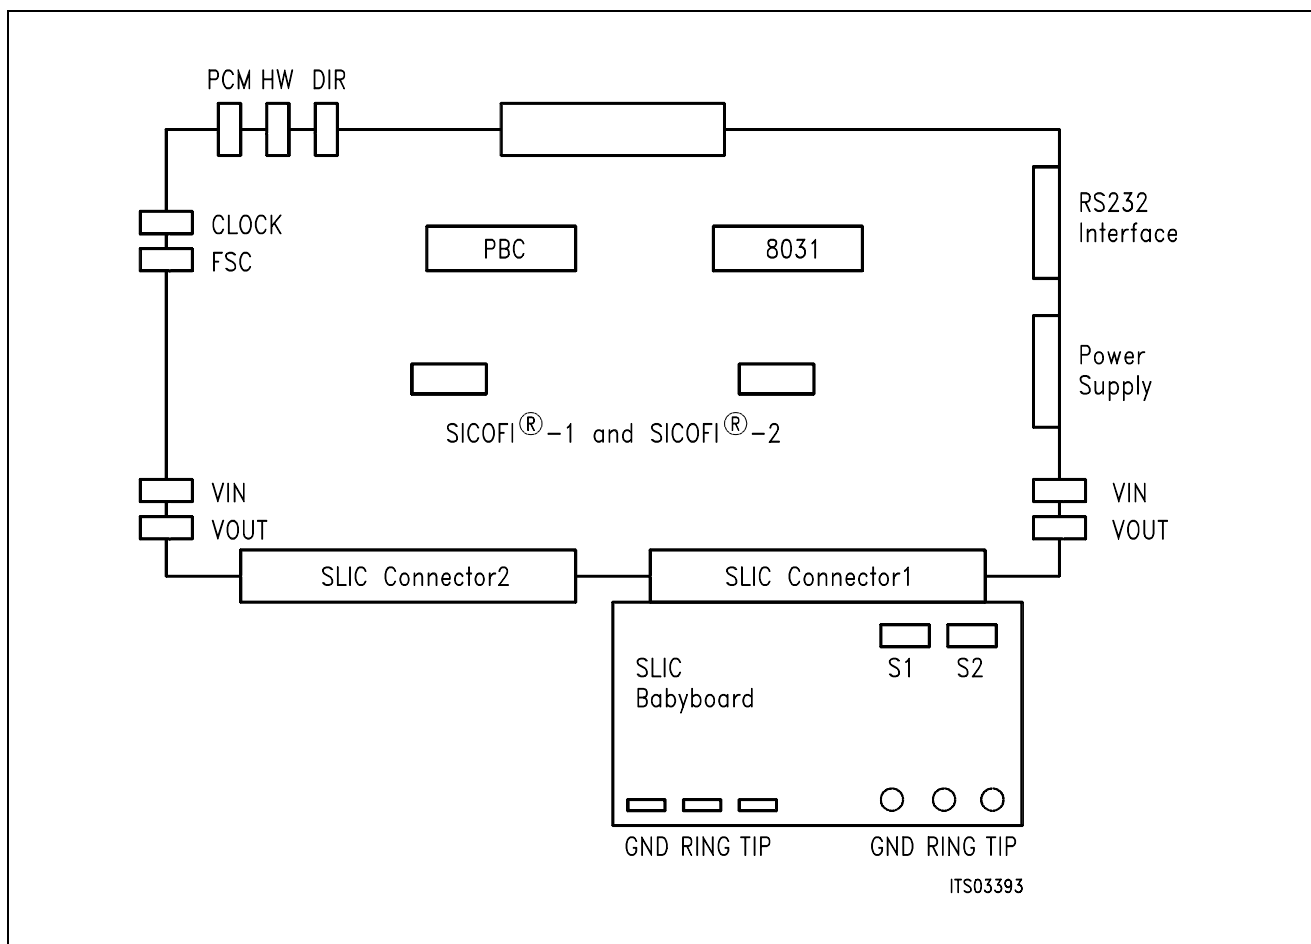 PCM HW DIR
CLOCK
FSC
PBC
8031
RS232
Interface
Power
Supply
SICOFI®-1 and SICOFI®-2
VIN
VOUT
VIN
VOUT
SLIC Connector2
SLIC Connector1
SLIC
Babyboard
S1 S2
GND RING TIP
GND RING TIP
ITS03393